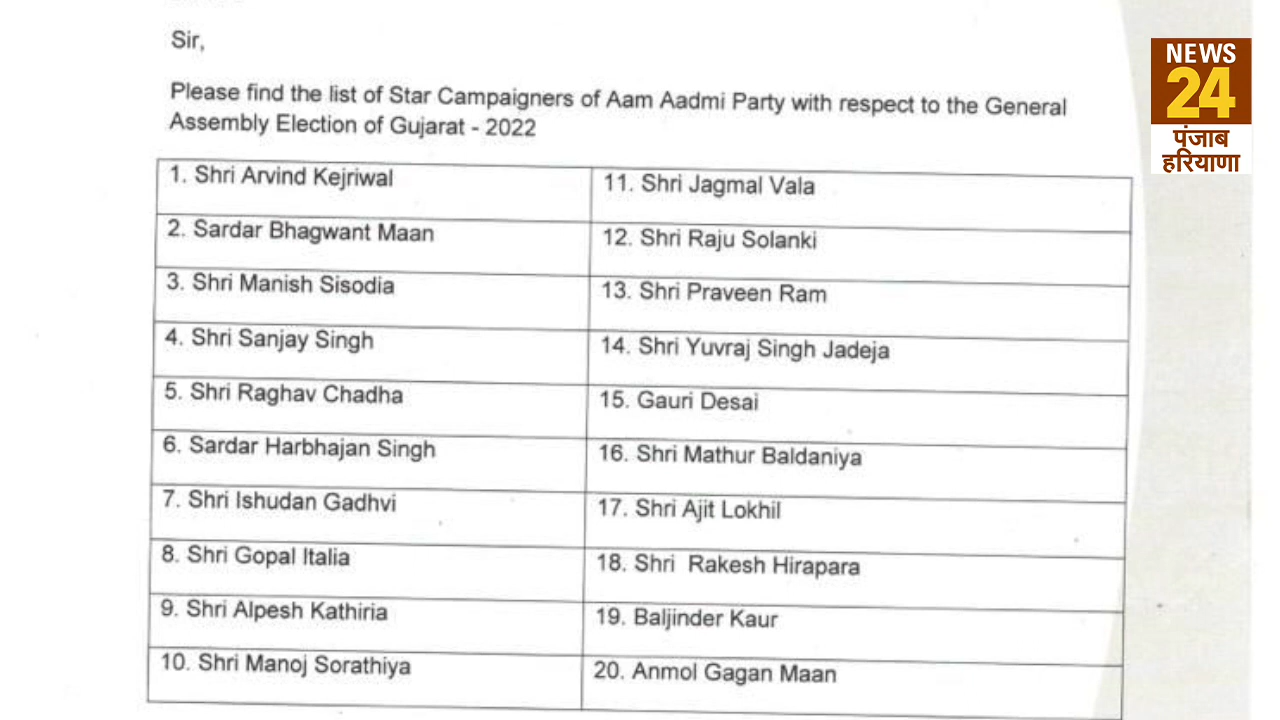 Sir,
Please find the list of Star Campaigners of Aam Aadmi Party with respect to the General
Assembly Election of Gujarat - 2022
1. Shri Arvind Kejriwal
11. Shri Jagmal Vala
2. Sardar Bhagwant Maan
12. Shri Raju Solanki
3. Shri Manish Sisodia
13. Shri Praveen Ram
4. Shri Sanjay Singh
14. Shri Yuvraj Singh Jadeja
5. Shri Raghav Chadha
15. Gauri Desai
6. Sardar Harbhajan Singh
16. Shri Mathur Baldaniya
7. Shri Ishudan Gadhvi
17. Shri Ajit Lokhil
8. Shri Gopal Italia
18. Shri Rakesh Hirapara
9. Shri Alpesh Kathiria
19. Baljinder Kaur
10. Shri Manoj Sorathiya
20. Anmol Gagan Maan
NEWS
24
पंजाब
हरियाणा